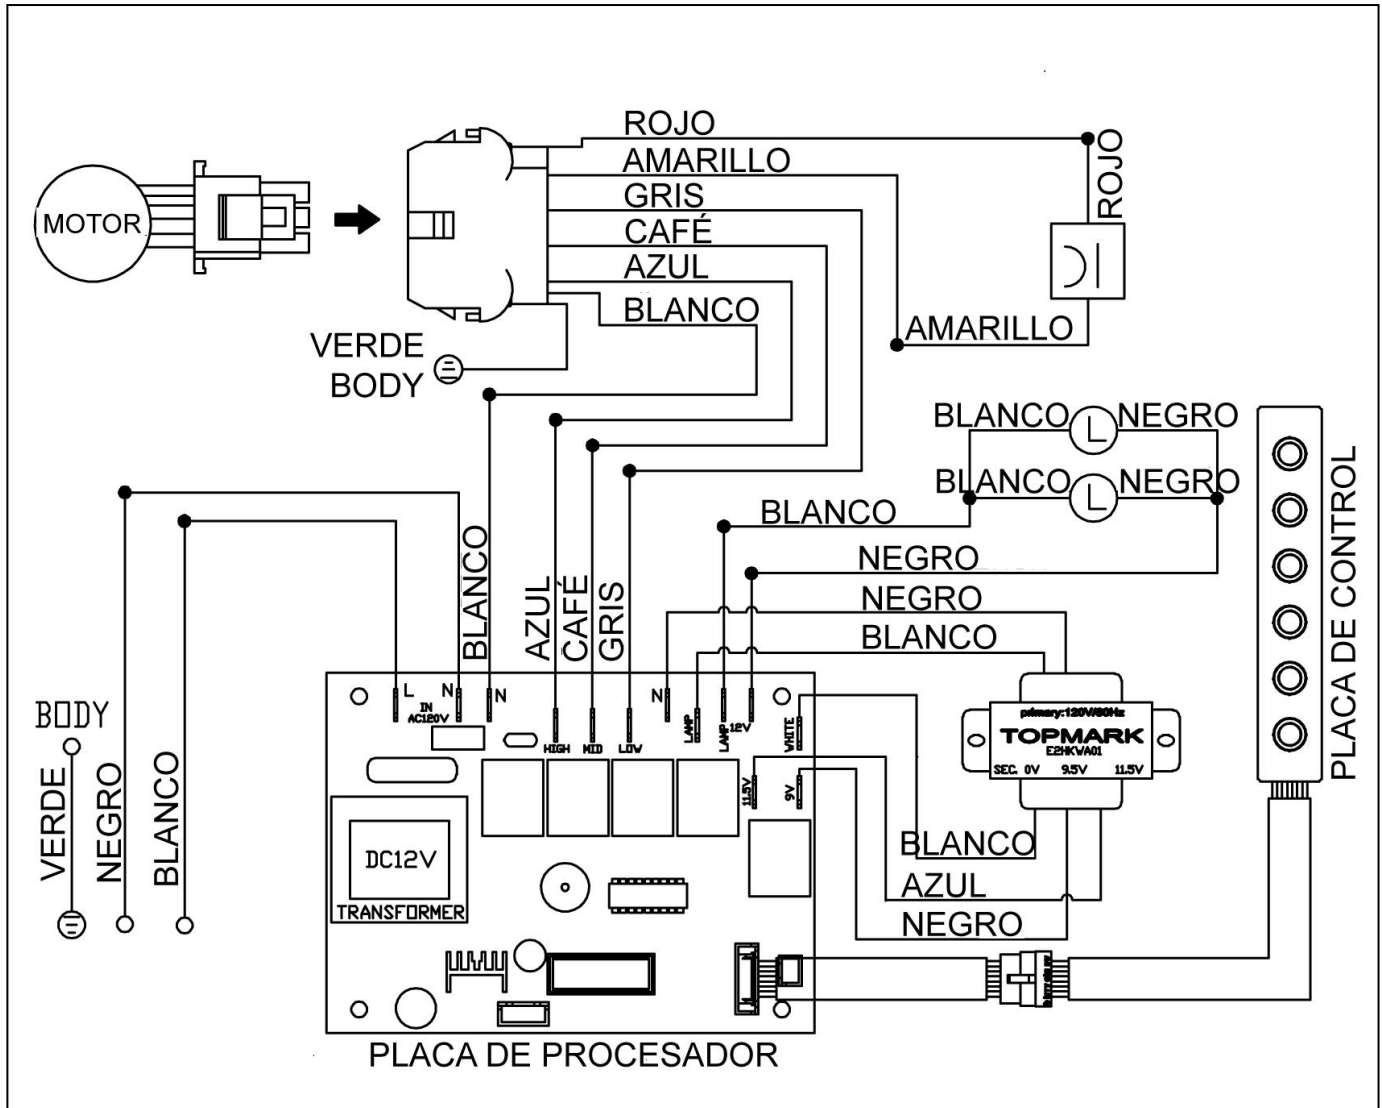 ROJO
AMARILLO
GRIS
CAFÉ
AZUL
BLANCO
ROJO
AMARILLO
MOTOR
VERDE
BODY
BLANCO
NEGRO
BLANCO
NEGRO
BLANCO
NEGRO
NEGRO
BLANCO
BLANCO
AZUL
CAFÉ
GRIS
PLACA DE CONTROL
BODY
VERDE
NEGRO
BLANCO
L
L
L
N
N
IN
AC120V
HIGH
MID
LOW
N
LAMP
LAMP
12V
WHITE
11.5V
9V
primary:120V/60Hz
TOPMARK
E2HKWA01
SEC. 0V 9.5V 11.5V
BLANCO
AZUL
NEGRO
DC12V
TRANSFORMER
PLACA DE PROCESADOR